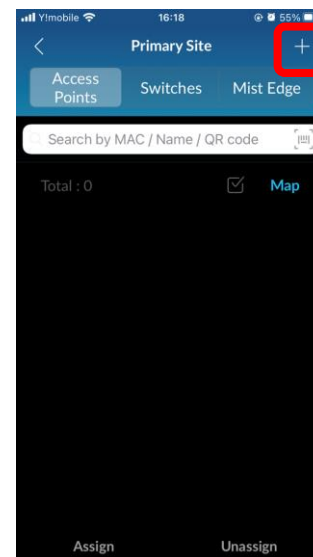 Y!mobile 16:18 55%
Primary Site +
Access Points Switches Mist Edge
Search by MAC / Name / QR code
Total : 0 Map
Assign Unassign